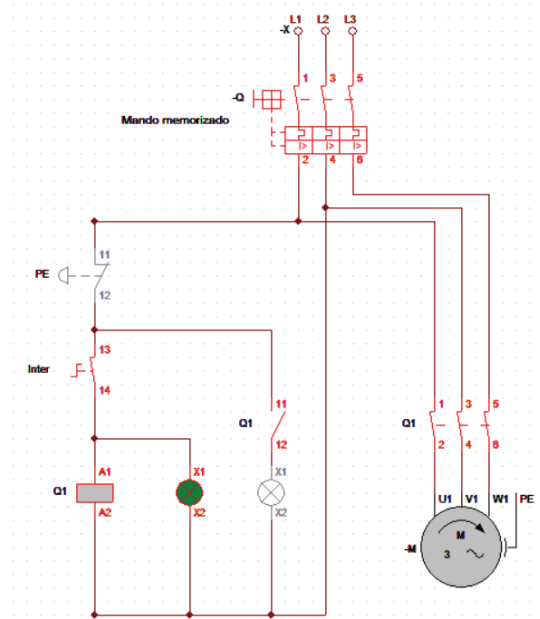 L1 L2 L3
-X
1 3 5
-Q
Mando memorizado
I> I> I>
2 4 6
11
PE
12
13
Inter
14
11
Q1
12
1 3 5
Q1
2 4 6
A1 X1 X1
Q1
A2 X2 X2
U1 V1 W1 PE
M
-M
3